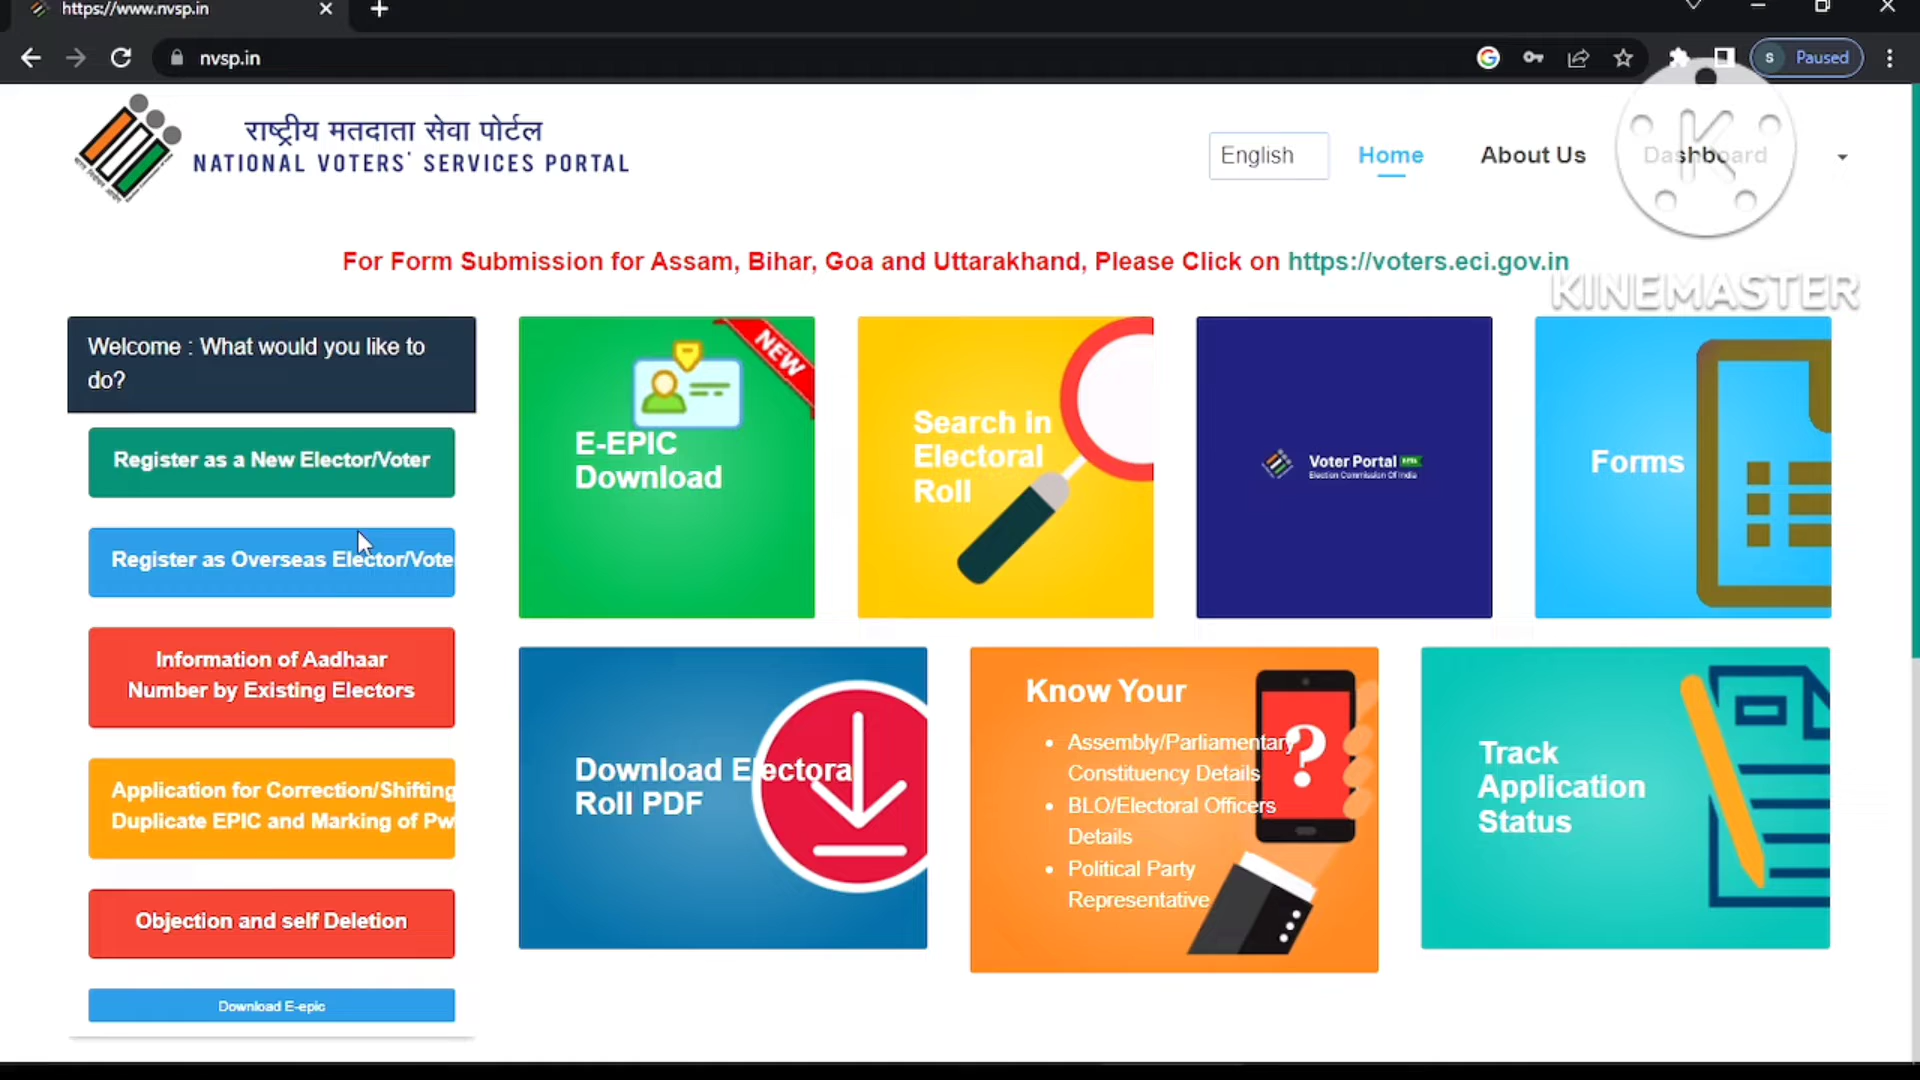 https://www.nvsp.in
nvsp.in
S Paused
राष्ट्रीय मतदाता सेवा पोर्टल
NATIONAL VOTERS' SERVICES PORTAL
English
Home
About Us
Dashboard
K
KINEMASTER
For Form Submission for Assam, Bihar, Goa and Uttarakhand, Please Click on https://voters.eci.gov.in
Welcome : What would you like to
do?
Register as a New Elector/Voter
Register as Overseas Elector/Vote
Information of Aadhaar
Number by Existing Electors
Application for Correction/Shifting
Duplicate EPIC and Marking of Pw
Objection and self Deletion
Download E-epic
NEW
E-EPIC
Download
Search in
Electoral
Roll
Voter Portal
Election Commission Of India
Forms
Download Electora
Roll PDF
Know Your
• Assembly/Parliamentary
Constituency Details
• BLO/Electoral Officers
Details
• Political Party
Representative
?
Track
Application
Status